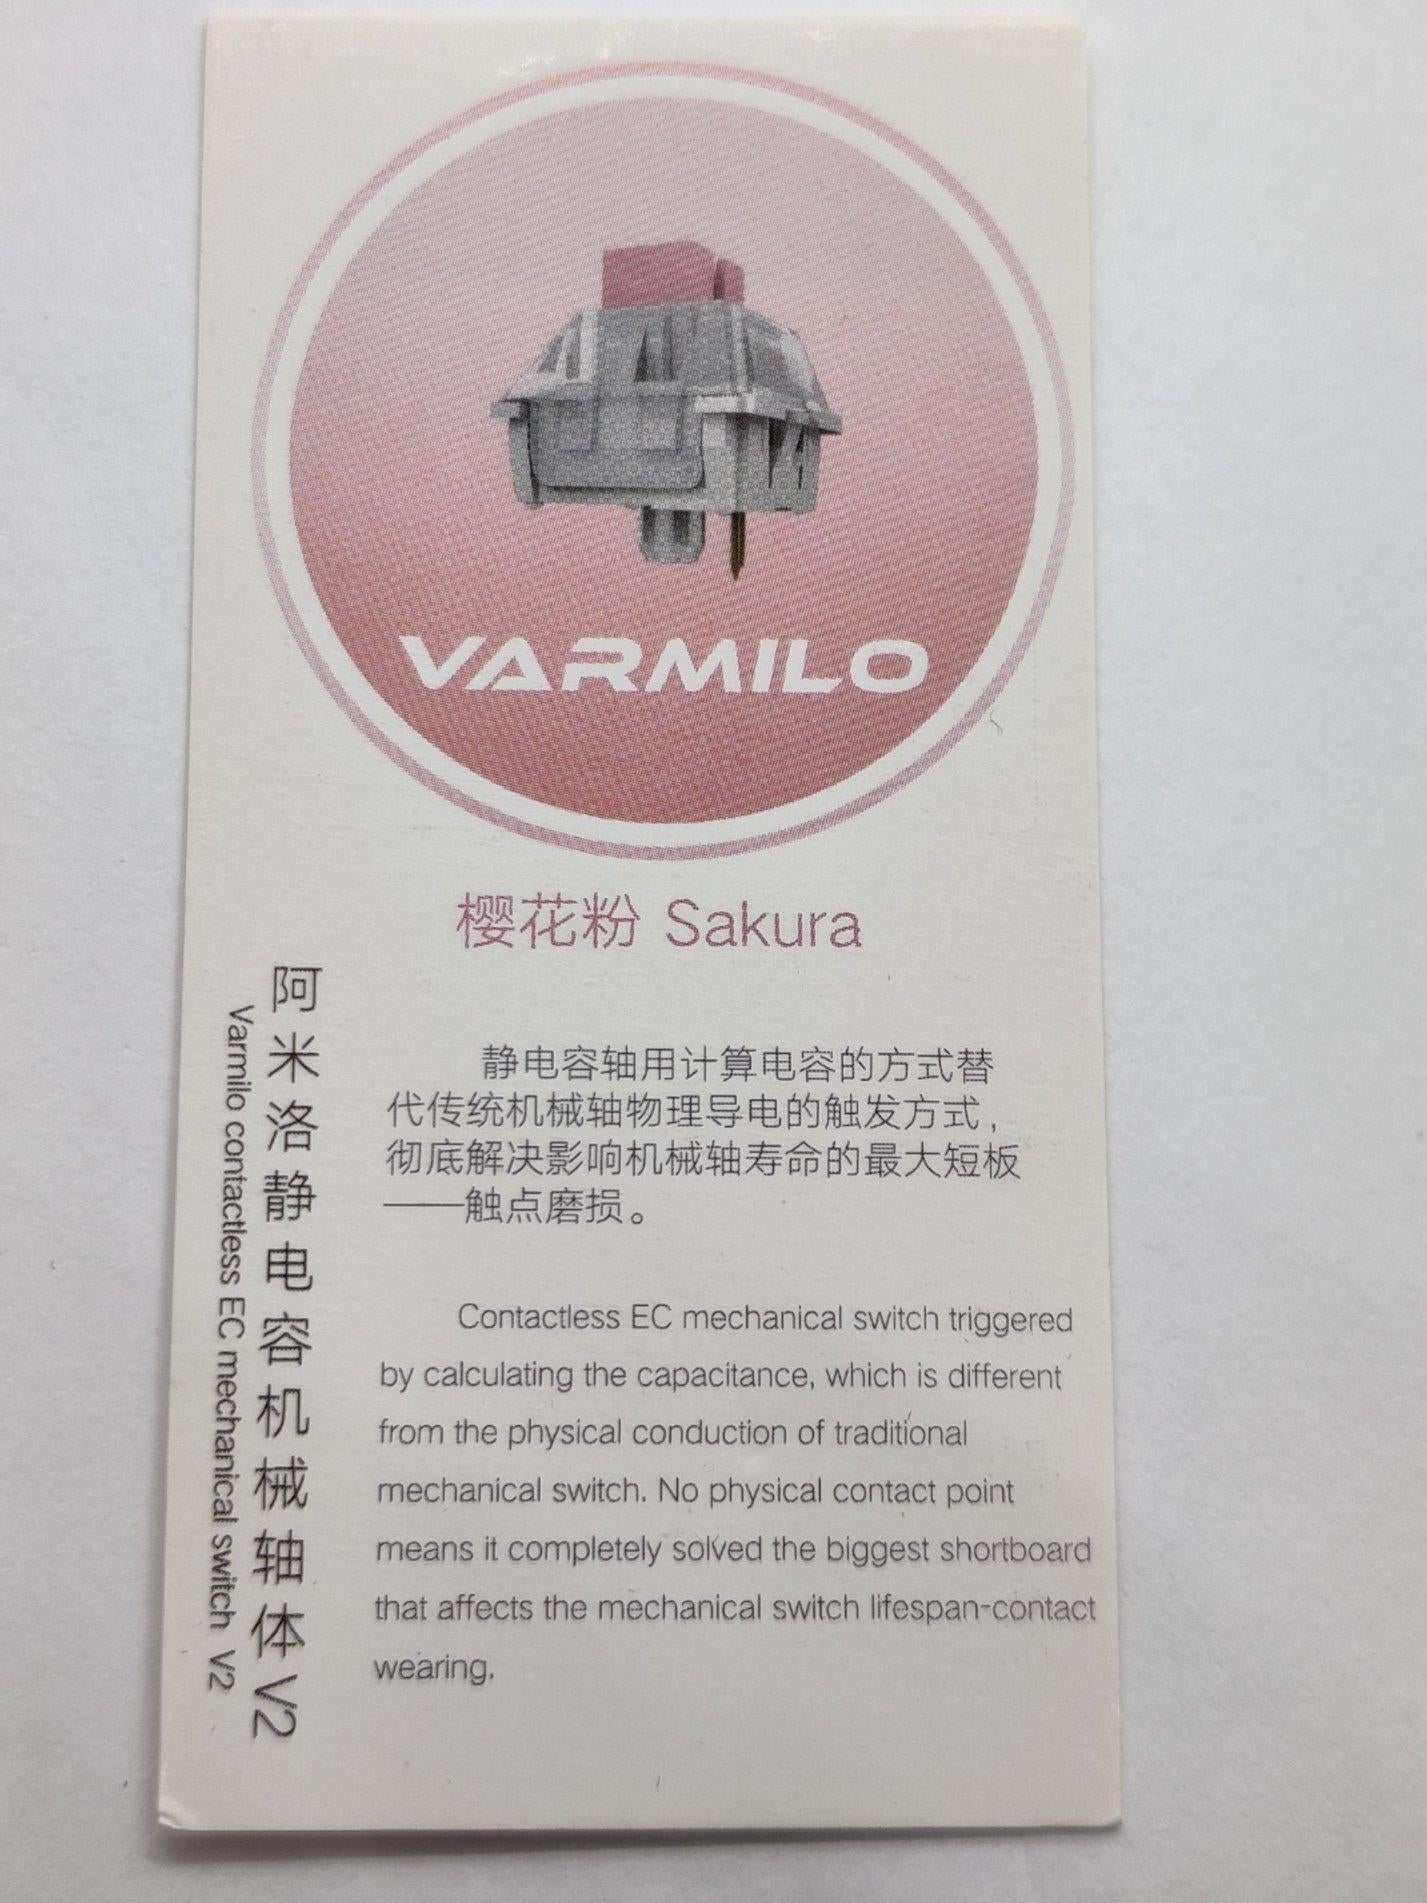 VARMILO
樱花粉 Sakura
阿米洛静电容机械轴体V2
Varmilo contactless EC mechanical switch V2
静电容轴用计算电容的方式替
代传统机械轴物理导电的触发方式，
彻底解决影响机械轴寿命的最大短板
——触点磨损。
Contactless EC mechanical switch triggered
by calculating the capacitance, which is different
from the physical conduction of traditional
mechanical switch. No physical contact point
means it completely solved the biggest shortboard
that affects the mechanical switch lifespan-contact
wearing.